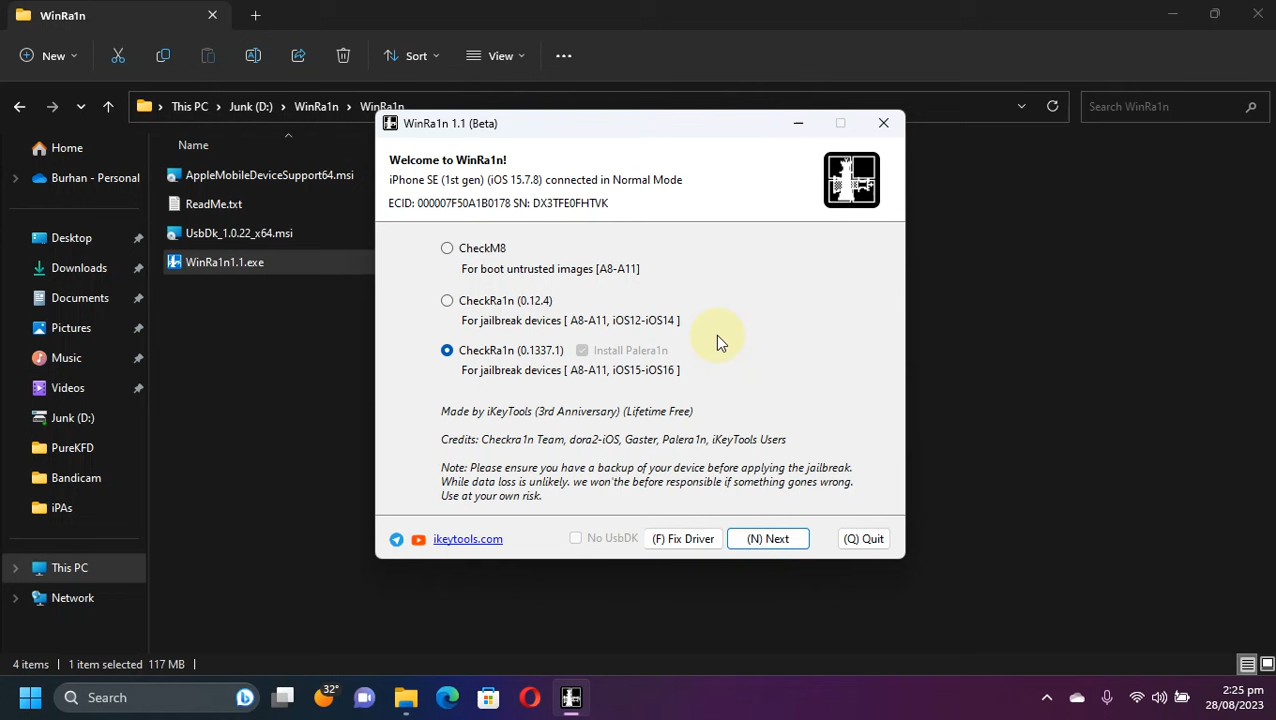 WinRa1n
New
Sort
View
This PC
Junk (D:)
WinRa1n
WinRa1n
Search WinRa1n
Home
Burhan - Personal
Desktop
Downloads
Documents
Pictures
Music
Videos
Junk (D:)
PureKFD
Bandicam
iPAs
This PC
Network
Name
AppleMobileDeviceSupport64.msi
ReadMe.txt
UsbDk_1.0.22_x64.msi
WinRa1n1.1.exe
WinRa1n 1.1 (Beta)
Welcome to WinRa1n!
iPhone SE (1st gen) (iOS 15.7.8) connected in Normal Mode
ECID: 000007F50A1B0178 SN: DX3TFE0FHTVK
CheckM8
For boot untrusted images [A8-A11]
CheckRa1n (0.12.4)
For jailbreak devices [ A8-A11, iOS12-iOS14 ]
CheckRa1n (0.1337.1) Install Palera1n
For jailbreak devices [ A8-A11, iOS15-iOS16 ]
Made by iKeyTools (3rd Anniversary) (Lifetime Free)
Credits: Checkra1n Team, dora2-iOS, Gaster, Palera1n, iKeyTools Users
Note: Please ensure you have a backup of your device before applying the jailbreak.
While data loss is unlikely. we won'the before responsible if something gones wrong.
Use at your own risk.
ikeytools.com
No UsbDK
(F) Fix Driver
(N) Next
(Q) Quit
4 items
1 item selected 117 MB
Search
32°
2:25 pm
28/08/2023